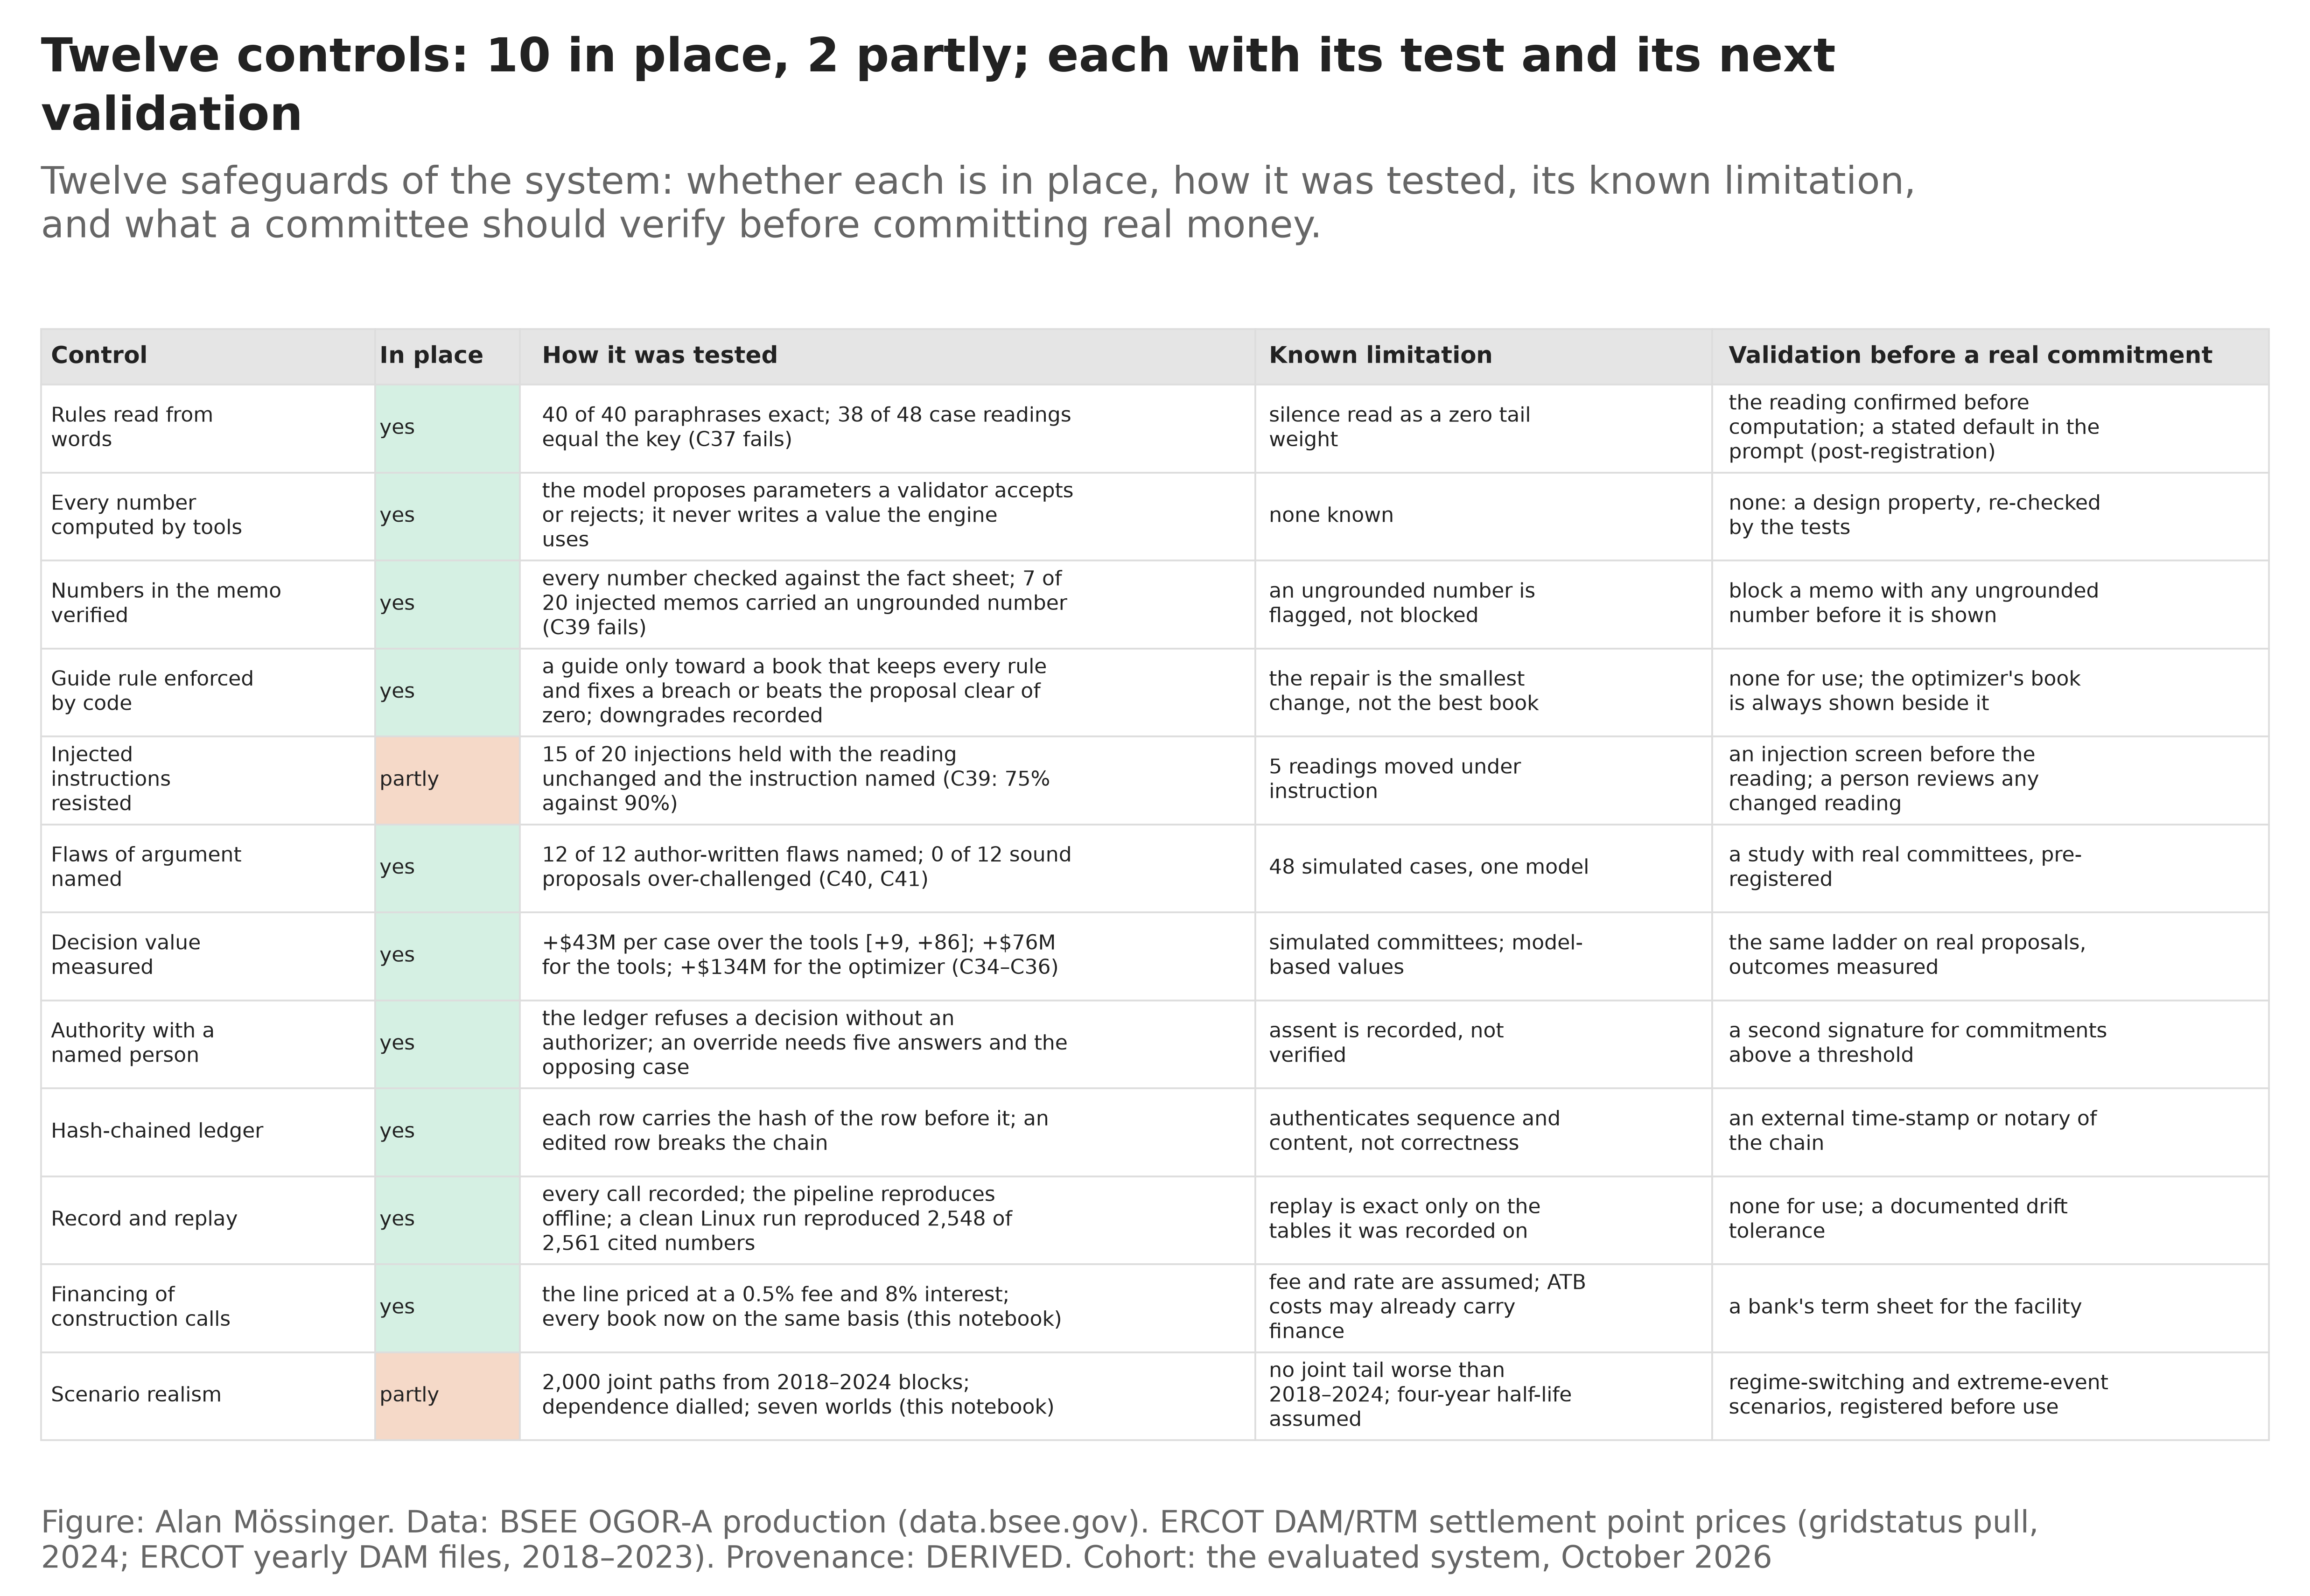 Twelve controls: 10 in place, 2 partly; each with its test and its next
validation
Twelve safeguards of the system: whether each is in place, how it was tested, its known limitation,
and what a committee should verify before committing real money.
Control
In place
How it was tested
Known limitation
Validation before a real commitment
Rules read from
words
yes
40 of 40 paraphrases exact; 38 of 48 case readings
equal the key (C37 fails)
silence read as a zero tail
weight
the reading confirmed before
computation; a stated default in the
prompt (post-registration)
Every number
computed by tools
yes
the model proposes parameters a validator accepts
or rejects; it never writes a value the engine
uses
none known
none: a design property, re-checked
by the tests
Numbers in the memo
verified
yes
every number checked against the fact sheet; 7 of
20 injected memos carried an ungrounded number
(C39 fails)
an ungrounded number is
flagged, not blocked
block a memo with any ungrounded
number before it is shown
Guide rule enforced
by code
yes
a guide only toward a book that keeps every rule
and fixes a breach or beats the proposal clear of
zero; downgrades recorded
the repair is the smallest
change, not the best book
none for use; the optimizer's book
is always shown beside it
Injected
instructions
resisted
partly
15 of 20 injections held with the reading
unchanged and the instruction named (C39: 75%
against 90%)
5 readings moved under
instruction
an injection screen before the
reading; a person reviews any
changed reading
Flaws of argument
named
yes
12 of 12 author-written flaws named; 0 of 12 sound
proposals over-challenged (C40, C41)
48 simulated cases, one model
a study with real committees, pre-
registered
Decision value
measured
yes
+$43M per case over the tools [+9, +86]; +$76M
for the tools; +$134M for the optimizer (C34–C36)
simulated committees; model-
based values
the same ladder on real proposals,
outcomes measured
Authority with a
named person
yes
the ledger refuses a decision without an
authorizer; an override needs five answers and the
opposing case
assent is recorded, not
verified
a second signature for commitments
above a threshold
Hash-chained ledger
yes
each row carries the hash of the row before it; an
edited row breaks the chain
authenticates sequence and
content, not correctness
an external time-stamp or notary of
the chain
Record and replay
yes
every call recorded; the pipeline reproduces
offline; a clean Linux run reproduced 2,548 of
2,561 cited numbers
replay is exact only on the
tables it was recorded on
none for use; a documented drift
tolerance
Financing of
construction calls
yes
the line priced at a 0.5% fee and 8% interest;
every book now on the same basis (this notebook)
fee and rate are assumed; ATB
costs may already carry
finance
a bank's term sheet for the facility
Scenario realism
partly
2,000 joint paths from 2018–2024 blocks;
dependence dialled; seven worlds (this notebook)
no joint tail worse than
2018–2024; four-year half-life
assumed
regime-switching and extreme-event
scenarios, registered before use
Figure: Alan Mössinger. Data: BSEE OGOR-A production (data.bsee.gov). ERCOT DAM/RTM settlement point prices (gridstatus pull,
2024; ERCOT yearly DAM files, 2018–2023). Provenance: DERIVED. Cohort: the evaluated system, October 2026